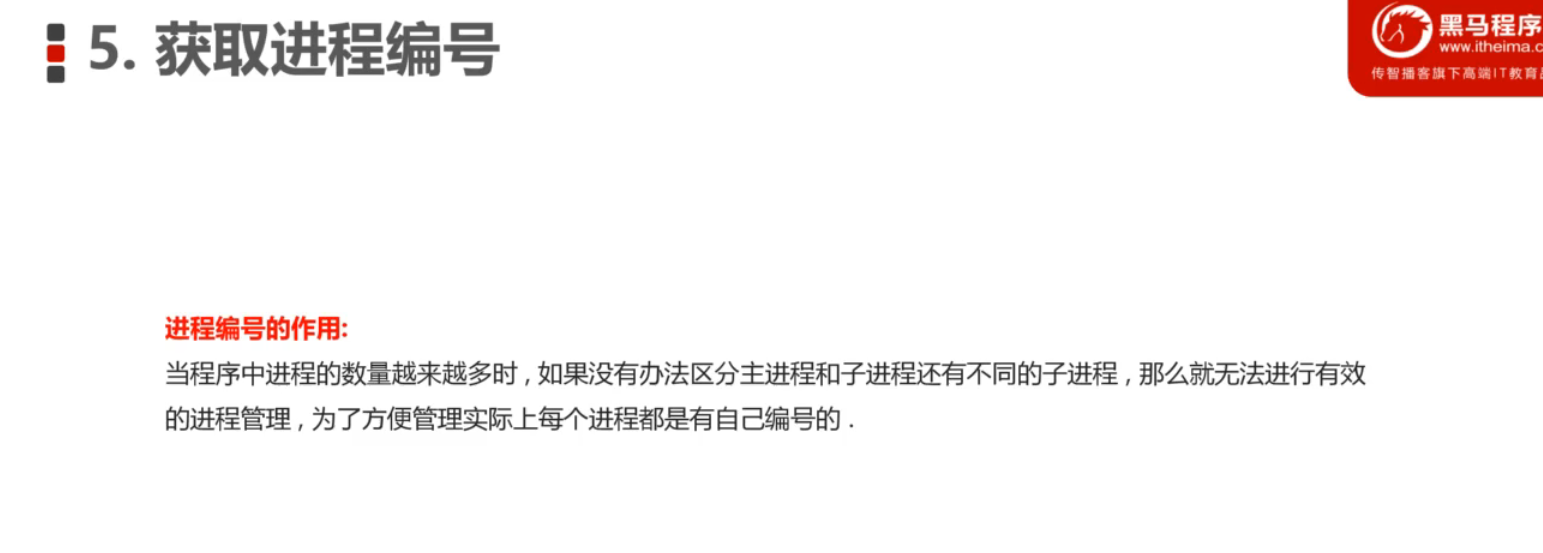 5. 获取进程编号
黑马程序
www.itheima.c
传智播客旗下高端IT教育
进程编号的作用:
当程序中进程的数量越来越多时，如果没有办法区分主进程和子进程还有不同的子进程，那么就无法进行有效
的进程管理，为了方便管理实际上每个进程都是有自己编号的．